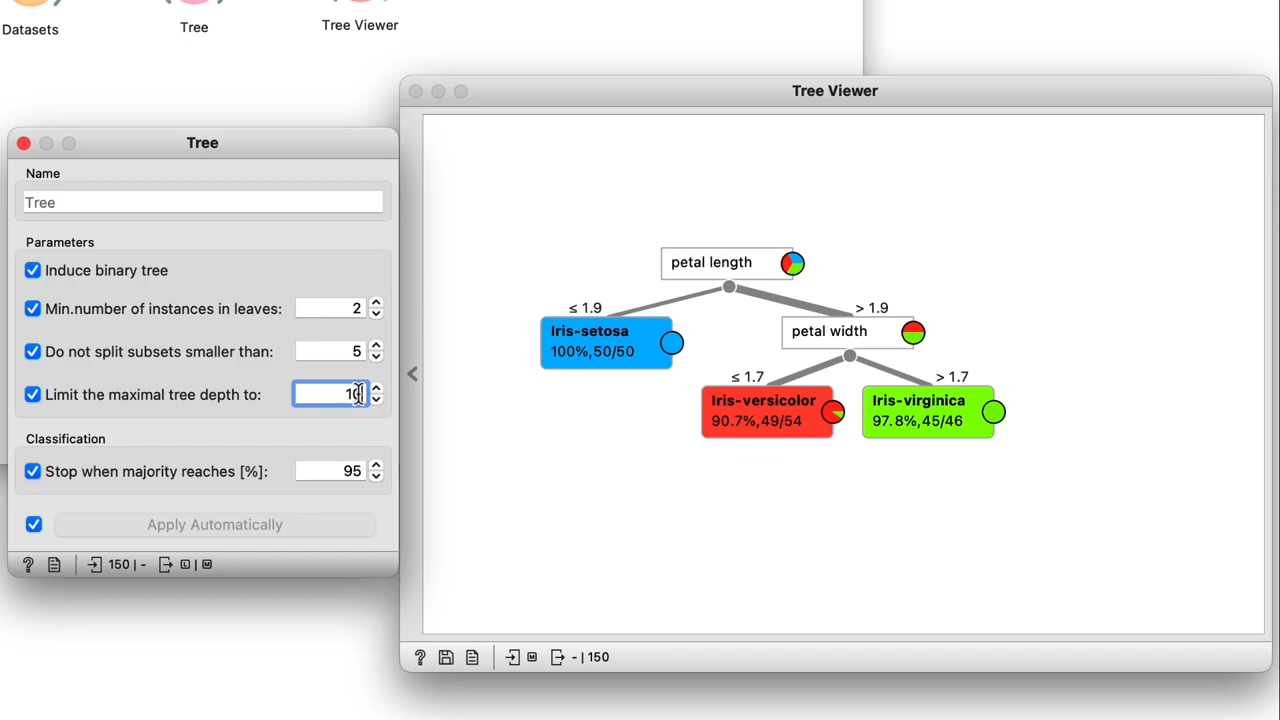 Datasets
Tree
Tree Viewer
Tree Viewer
Tree
Name
Tree
Parameters
Induce binary tree
Min.number of instances in leaves: 2
Do not split subsets smaller than: 5
Limit the maximal tree depth to: 10
Classification
Stop when majority reaches [%]: 95
Apply Automatically
? 150 | - L | M
petal length
≤ 1.9 > 1.9
Iris-setosa
100%,50/50
petal width
≤ 1.7 > 1.7
Iris-versicolor
90.7%,49/54
Iris-virginica
97.8%,45/46
<
? M - | 150